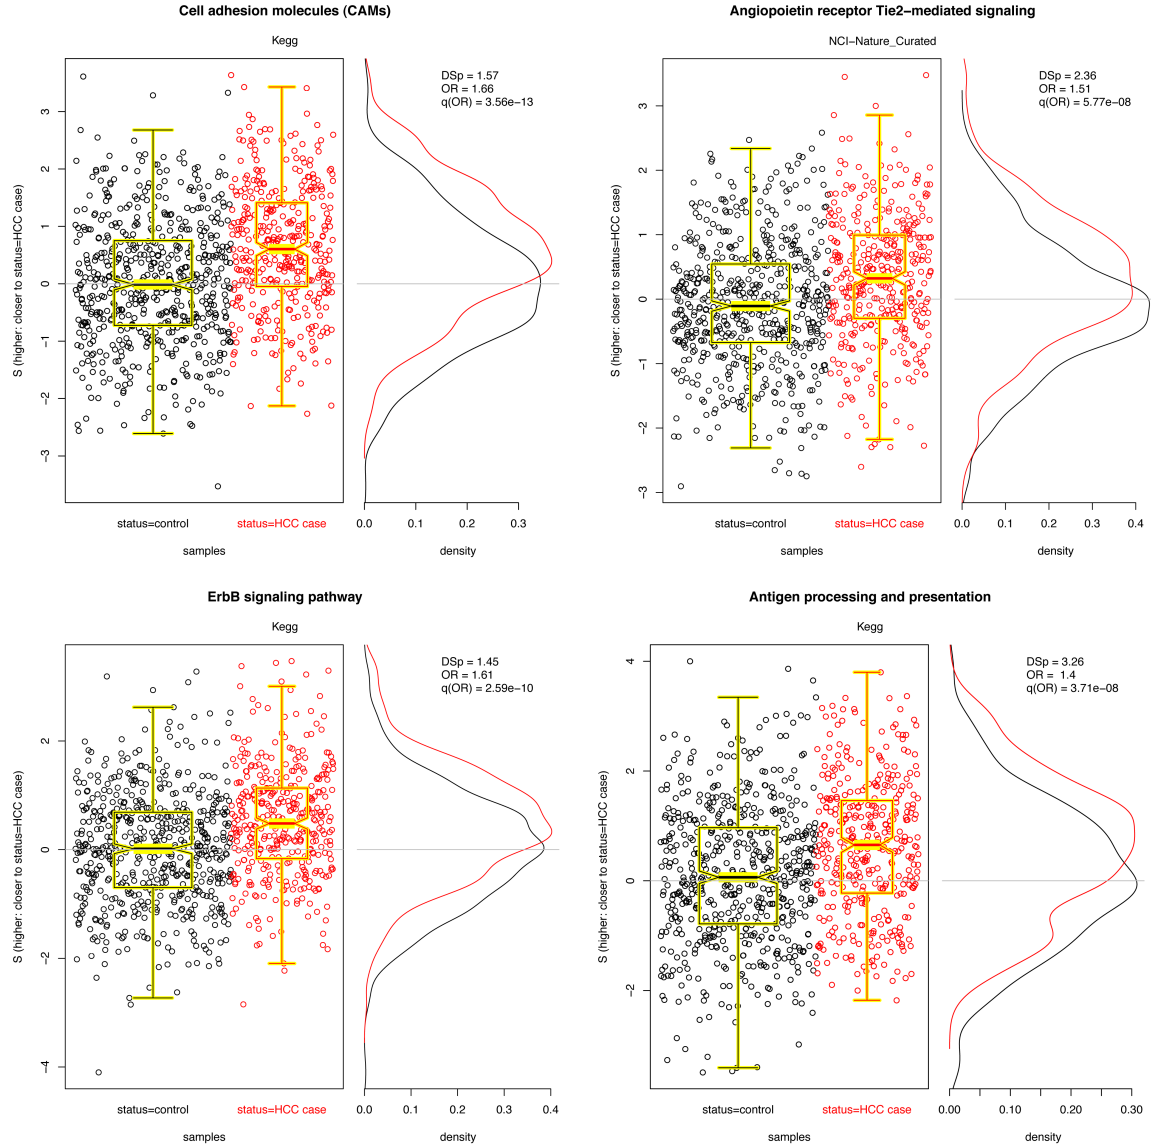 Cell adhesion molecules (CAMs)
Kegg
S (higher: closer to status=HCC case)
3
2
1
0
−1
−2
−3
status=control
status=HCC case
samples
DSp = 1.57
OR = 1.66
q(OR) = 3.56e−13
0.0
0.1
0.2
0.3
density
Angiopoietin receptor Tie2−mediated signaling
NCI−Nature_Curated
S (higher: closer to status=HCC case)
3
2
1
0
−1
−2
−3
status=control
status=HCC case
samples
DSp = 2.36
OR = 1.51
q(OR) = 5.77e−08
0.0
0.1
0.2
0.3
0.4
density
ErbB signaling pathway
Kegg
S (higher: closer to status=HCC case)
2
0
−2
−4
status=control
status=HCC case
samples
DSp = 1.45
OR = 1.61
q(OR) = 2.59e−10
0.0
0.1
0.2
0.3
0.4
density
Antigen processing and presentation
Kegg
S (higher: closer to status=HCC case)
4
2
0
−2
status=control
status=HCC case
samples
DSp = 3.26
OR =  1.4
q(OR) = 3.71e−08
0.00
0.10
0.20
0.30
density